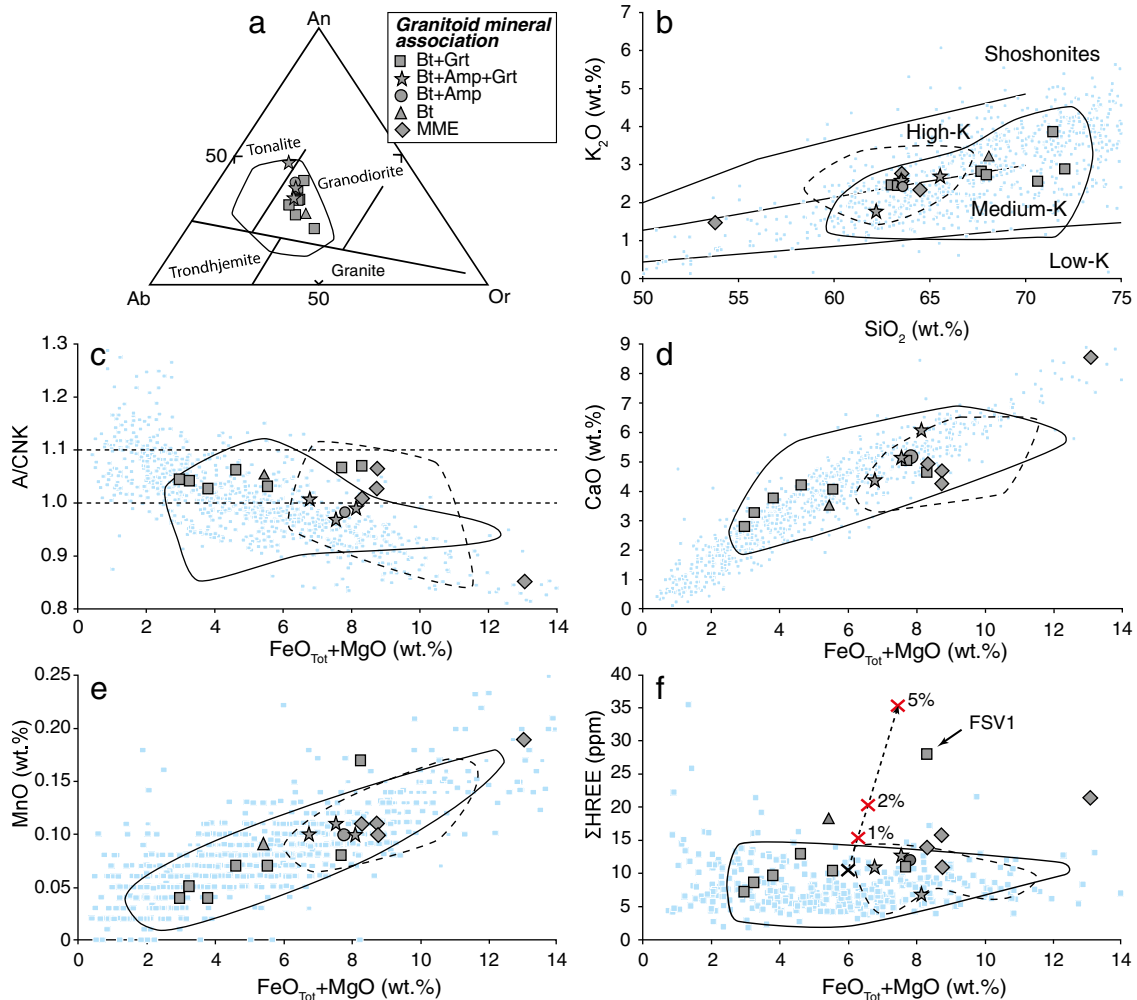 a
An
Granitoid mineral
association
Bt+Grt
Bt+Amp+Grt
Bt+Amp
Bt
MME
50
Tonalite
Granodiorite
Trondhjemite
Granite
Ab
50
Or
b
Shoshonites
High-K
Medium-K
Low-K
K2O (wt.%)
7
6
5
4
3
2
1
0
50
55
60
65
70
75
SiO2 (wt.%)
c
A/CNK
1.3
1.2
1.1
1.0
0.9
0.8
0
2
4
6
8
10
12
14
FeOTot+MgO (wt.%)
d
CaO (wt.%)
9
8
7
6
5
4
3
2
1
0
0
2
4
6
8
10
12
14
FeOTot+MgO (wt.%)
e
MnO (wt.%)
0.25
0.20
0.15
0.10
0.05
0
0
2
4
6
8
10
12
14
FeOTot+MgO (wt.%)
f
ΣHREE (ppm)
40
35
30
25
20
15
10
5
0
5%
FSV1
2%
1%
0
2
4
6
8
10
12
14
FeOTot+MgO (wt.%)